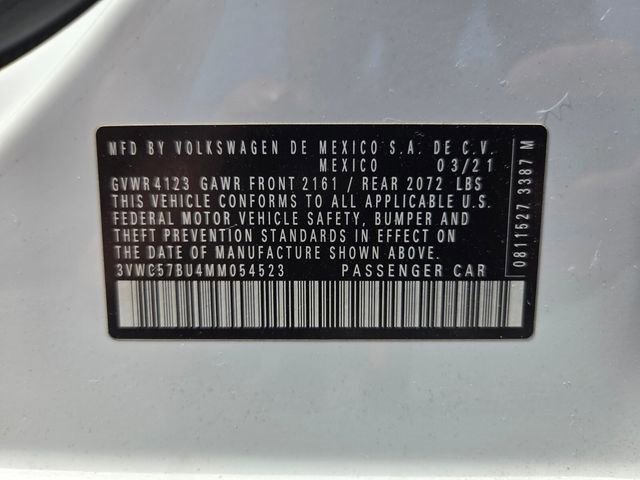 MFD BY VOLKSWAGEN DE MEXICO S.A. DE C.V.
MEXICO 03/21
GVWR 4123 GAWR FRONT 2161 / REAR 2072 LBS
THIS VEHICLE CONFORMS TO ALL APPLICABLE U.S.
FEDERAL MOTOR VEHICLE SAFETY, BUMPER AND
THEFT PREVENTION STANDARDS IN EFFECT ON
THE DATE OF MANUFACTURE SHOWN ABOVE.
3VWC57BU4MM054523 PASSENGER CAR
0811527 3387 M